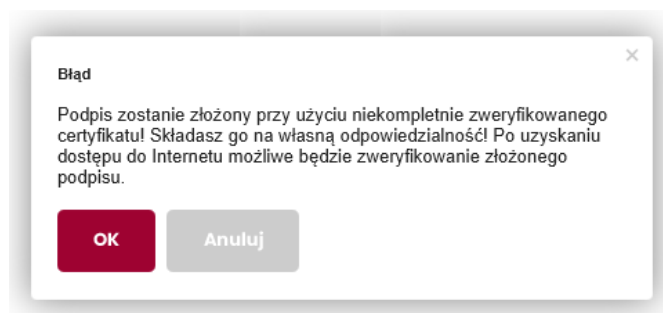 ×
Błąd
Podpis zostanie złożony przy użyciu niekompletnie zweryfikowanego
certyfikatu! Składasz go na własną odpowiedzialność! Po uzyskaniu
dostępu do Internetu możliwe będzie zweryfikowanie złożonego
podpisu.
OK Anuluj